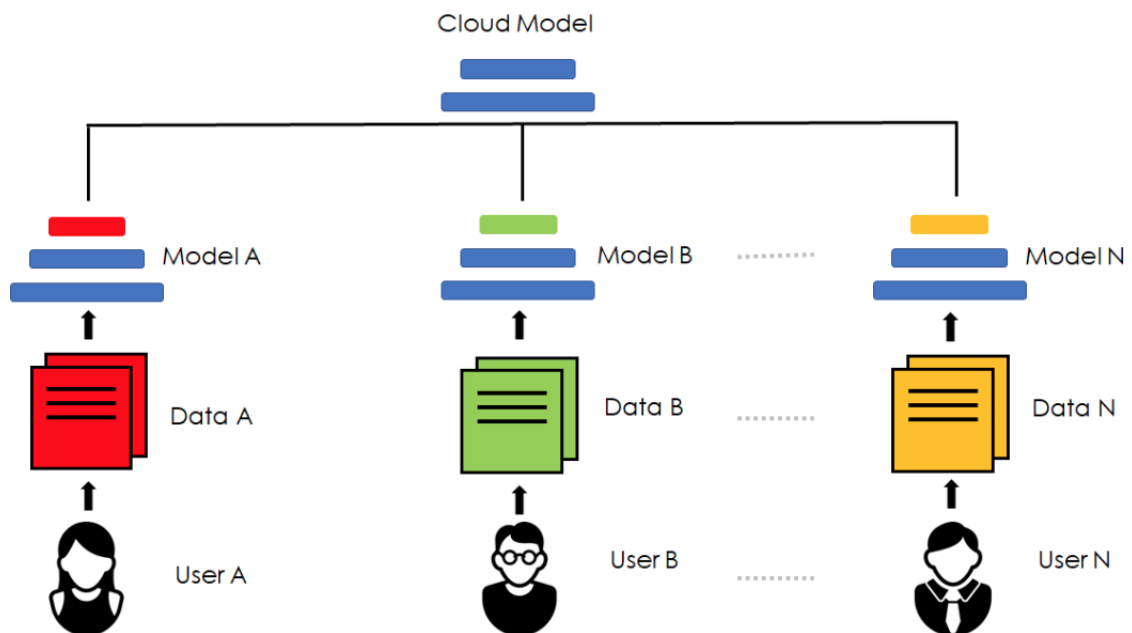 Cloud Model
Model A
Model B
Model N
Data A
Data B
Data N
User A
User B
User N